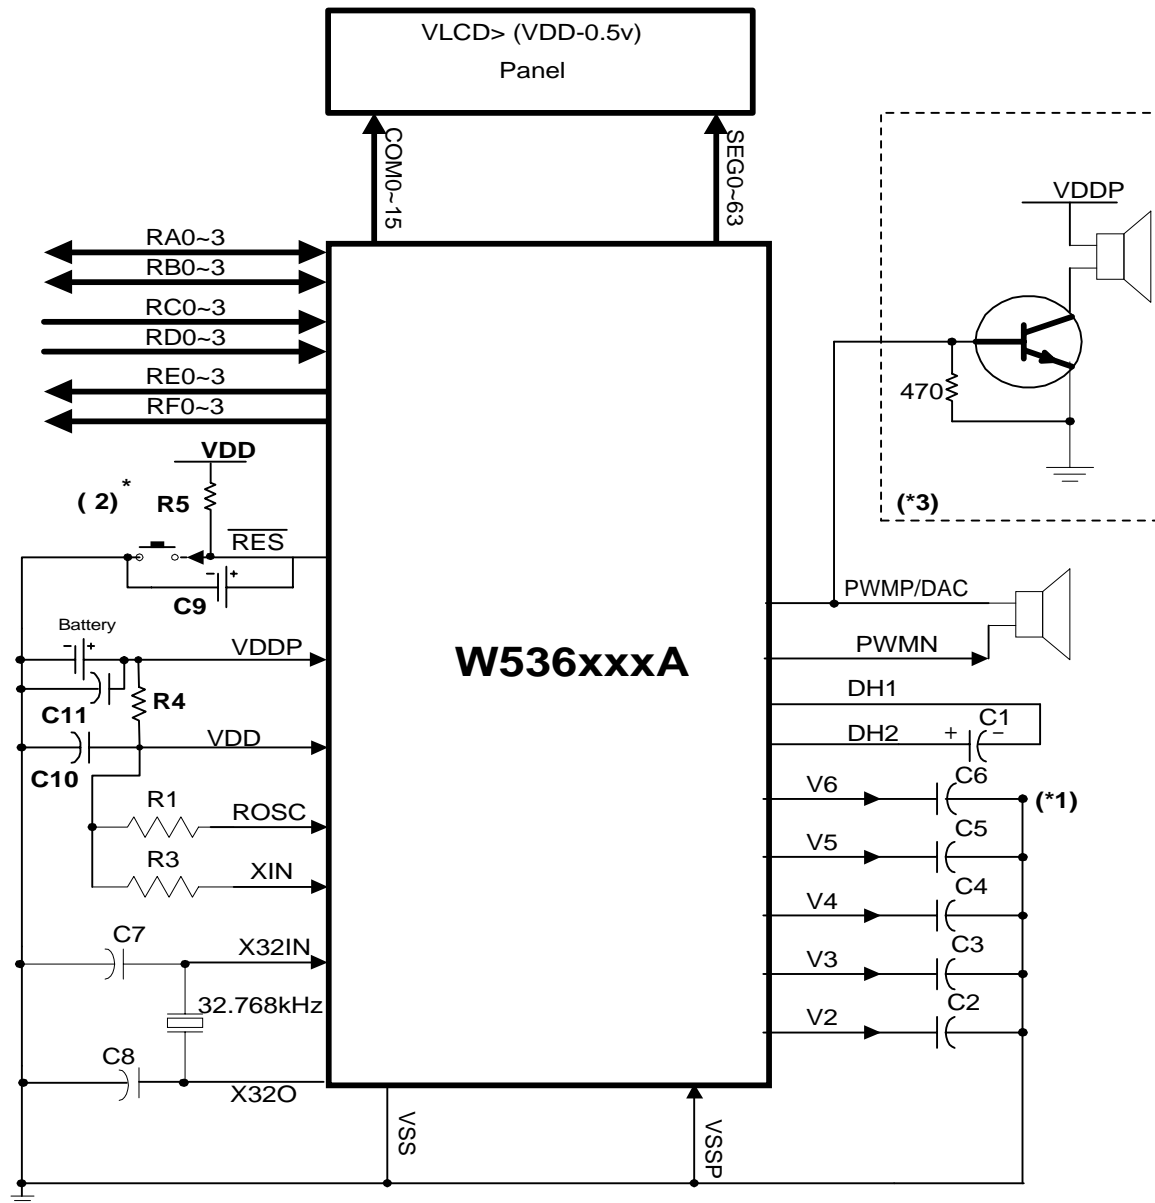 VLCD> (VDD-0.5v)
Panel
COM0~15
SEG0~63
VDDP
RA0~3
RB0~3
RC0~3
RD0~3
RE0~3
RF0~3
470
(*3)
VDD
( 2)*
R5
RES
C9
Battery
- +
VDDP
C11
R4
C10
VDD
R1
ROSC
R3
XIN
C7
X32IN
32.768kHz
C8
X32O
W536xxxA
PWMP/DAC
PWMN
DH1
C1
DH2
+ -
C6
V6
(*1)
C5
V5
C4
V4
C3
V3
C2
V2
VSS
VSSP